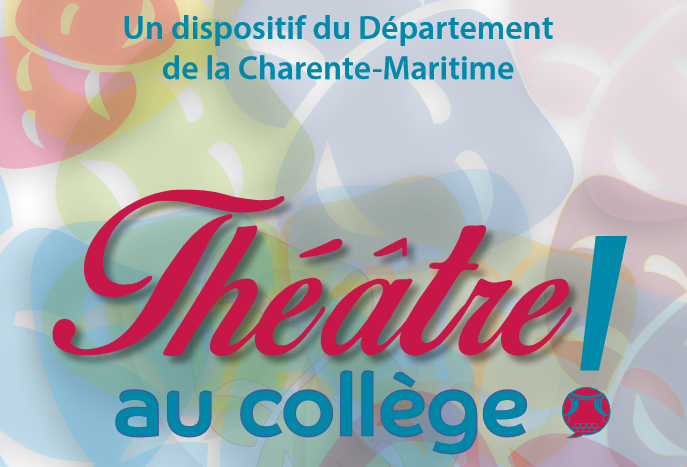 Un dispositif du Département
de la Charente-Maritime
Théâtre!
au collège